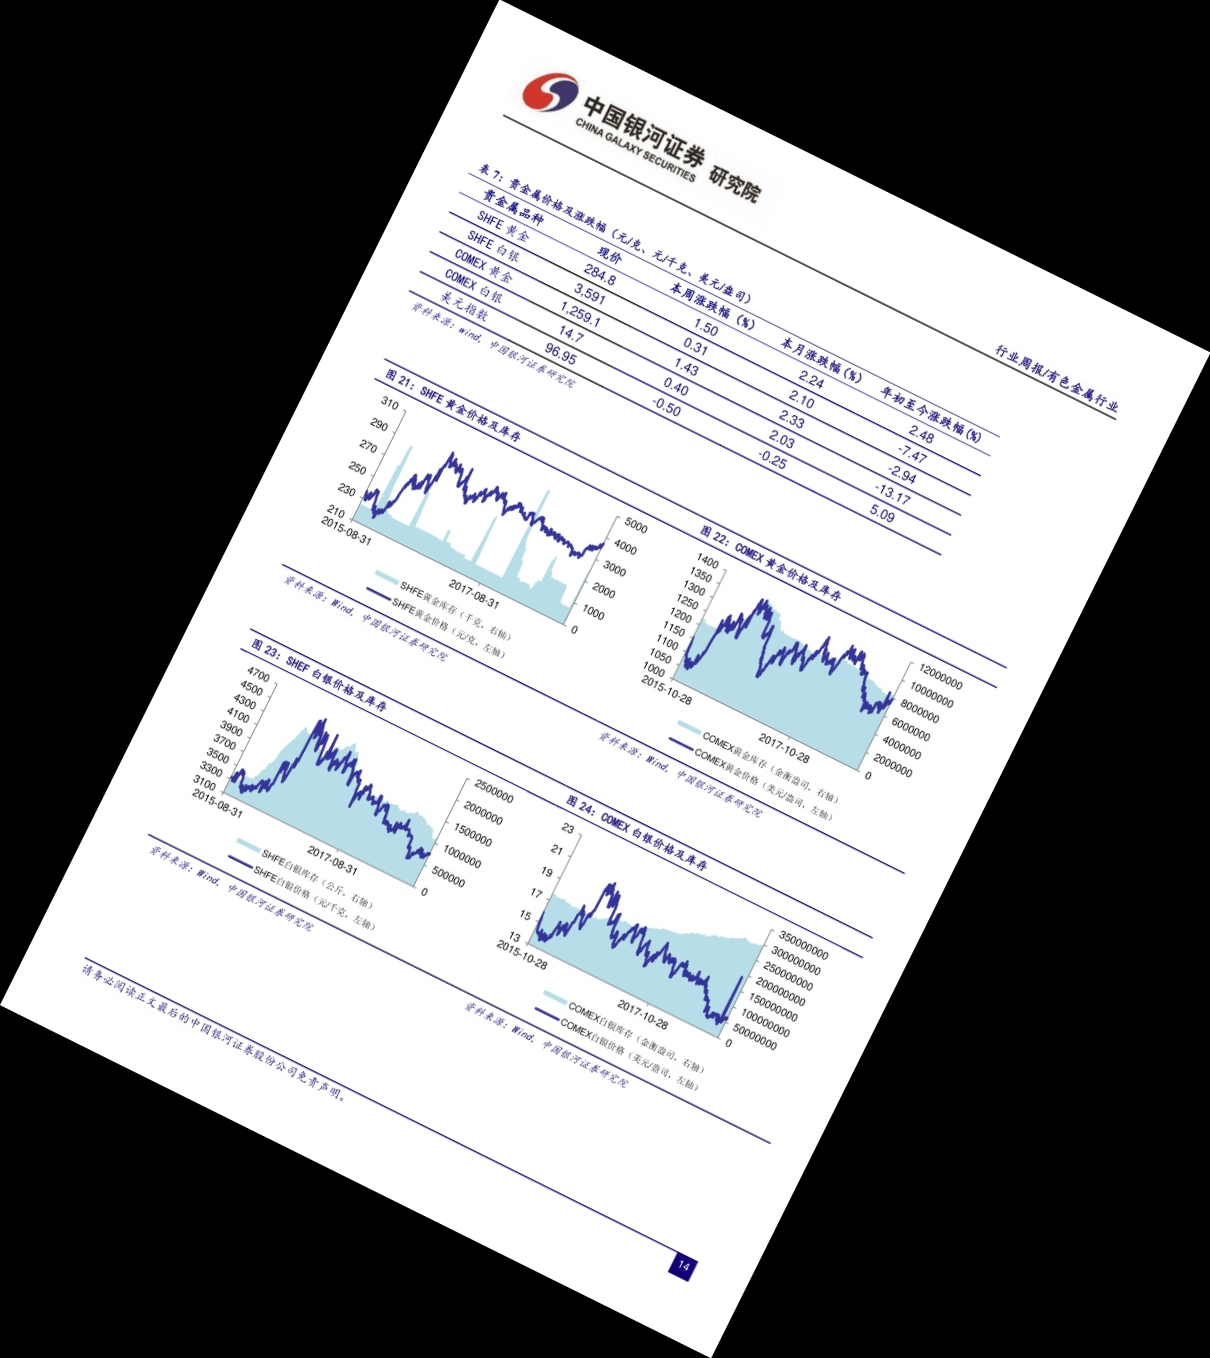 中国银河证券 研究院
CHINA GALAXY SECURITIES
行业周报/有色金属行业
表 7：贵金属价格及涨跌幅（元/克、元/千克、美元/盎司）
贵金属品种 现价 本周涨跌幅（%） 本月涨跌幅(%) 年初至今涨跌幅(%)
SHFE 黄金 284.8 1.50 2.24 2.48
SHFE 白银 3,591 0.31 2.10 -7.47
COMEX 黄金 1,259.1 1.43 2.33 -2.94
COMEX 白银 14.7 0.40 2.03 -13.17
美元指数 96.95 -0.50 -0.25 5.09
资料来源：wind, 中国银河证券研究院
图 21：SHFE 黄金价格及库存
310
290
270
250
230
210
5000
4000
3000
2000
1000
0
2015-08-31 2017-08-31
SHFE黄金库存（千克，右轴）
SHFE黄金价格（元/克，左轴）
资料来源：Wind, 中国银河证券研究院
图 22：COMEX 黄金价格及库存
1400
1350
1300
1250
1200
1150
1100
1050
1000
12000000
10000000
8000000
6000000
4000000
2000000
0
2015-10-28 2017-10-28
COMEX黄金库存（金衡盎司，右轴）
COMEX黄金价格（美元/盎司，左轴）
资料来源：Wind, 中国银河证券研究院
图 23：SHEF 白银价格及库存
4700
4500
4300
4100
3900
3700
3500
3300
3100
2500000
2000000
1500000
1000000
500000
0
2015-08-31 2017-08-31
SHFE白银库存（公斤，右轴）
SHFE白银价格（元/千克，左轴）
资料来源：Wind, 中国银河证券研究院
图 24：COMEX 白银价格及库存
23
21
19
17
15
13
350000000
300000000
250000000
200000000
150000000
100000000
50000000
0
2015-10-28 2017-10-28
COMEX白银库存（金衡盎司，右轴）
COMEX白银价格（美元/盎司，左轴）
资料来源：Wind, 中国银河证券研究院
请务必阅读正文最后的中国银河证券股份公司免责声明。
14